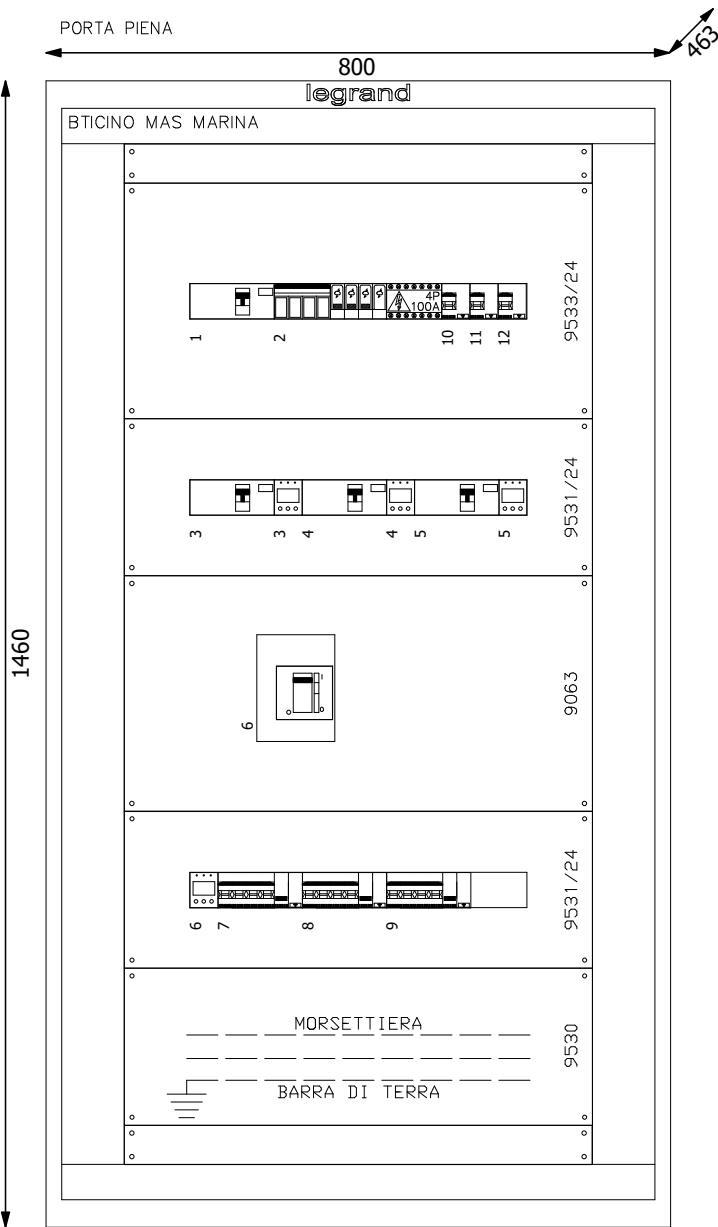 PORTA PIENA
463
800
legrand
BTICINO MAS MARINA
4P
100A
1 2 10 11 12
9533/24
3 3 4 4 5 5
9531/24
1460
6
9063
6 7 8 9
9531/24
MORSETTIERA
BARRA DI TERRA
9530